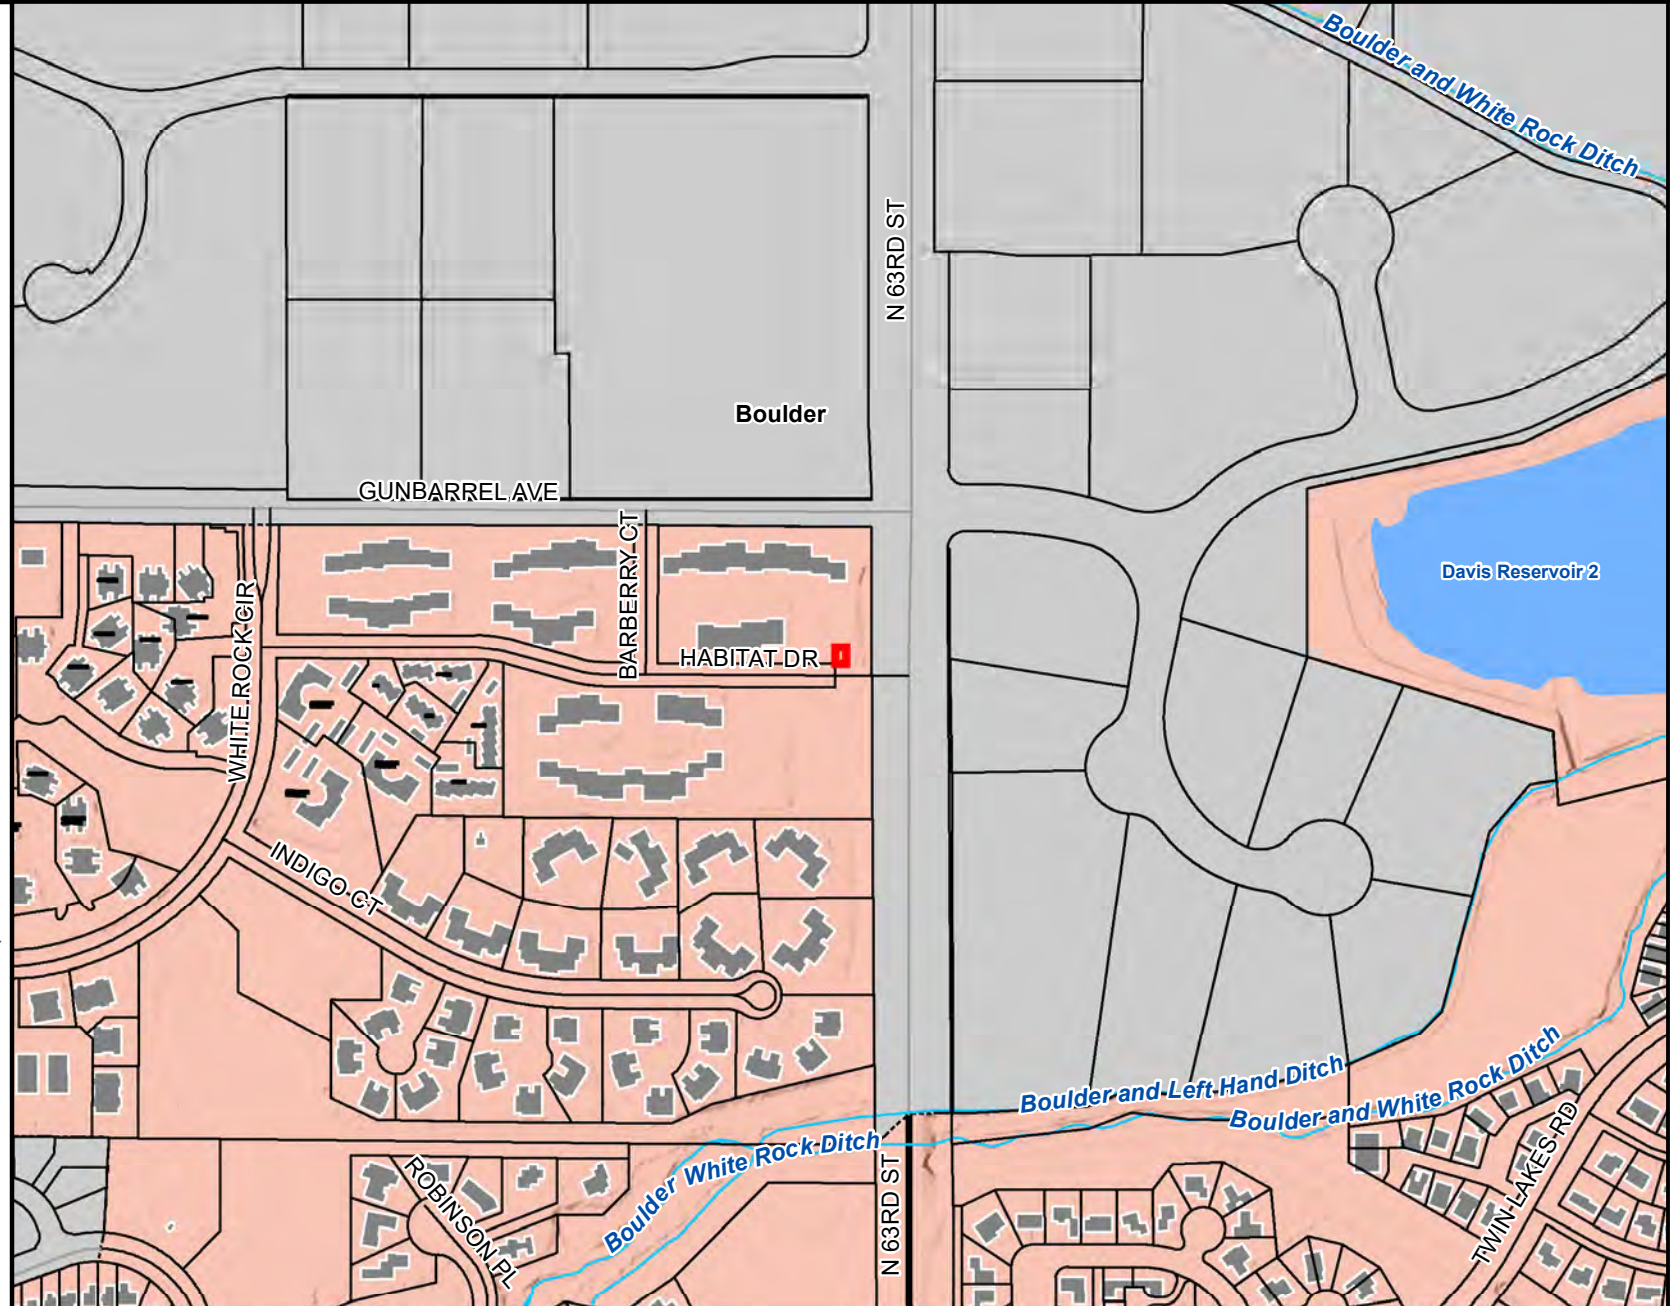 Boulder and White Rock Ditch
N 63RD ST
Boulder
GUNBARREL AVE
BARBERRY CT
Davis Reservoir 2
WHITE ROCK CIR
HABITAT DR
INDIGO CT
Boulder and Left Hand Ditch
Boulder and White Rock Ditch
Boulder White Rock Ditch
N 63RD ST
ROBINSON PL
TWIN LAKES RD